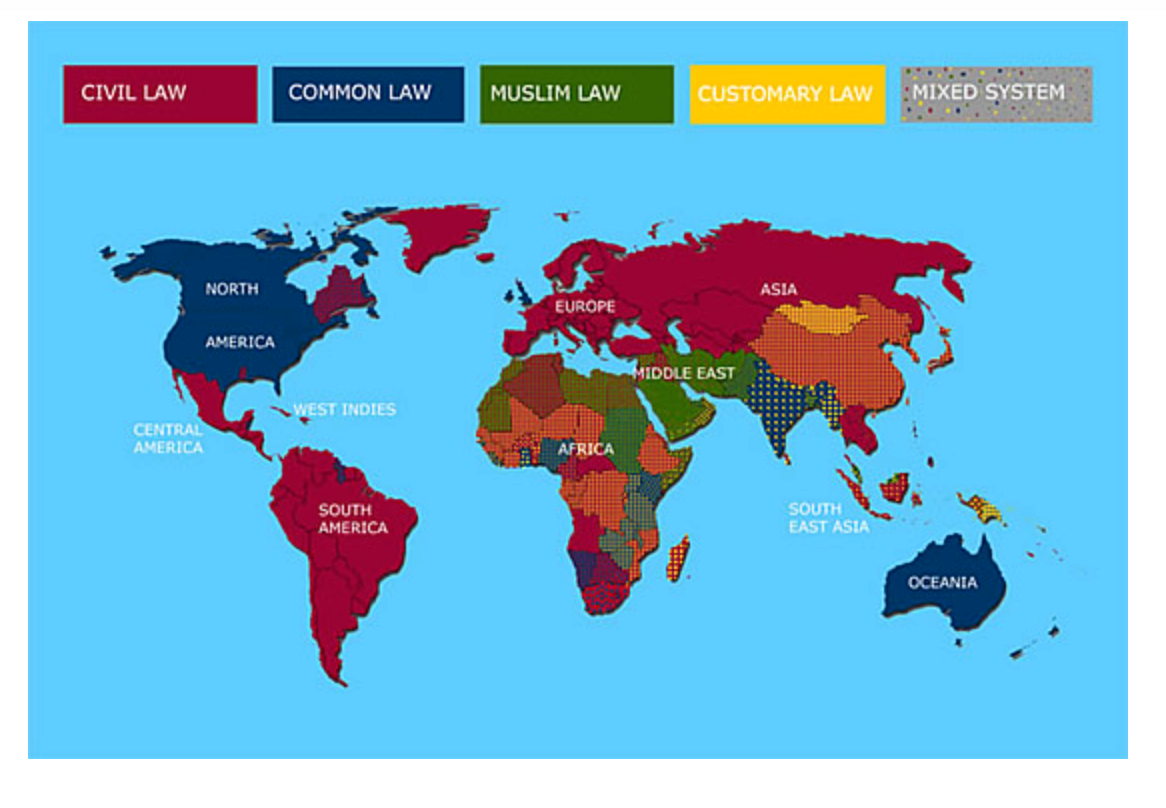 CIVIL LAW
COMMON LAW
MUSLIM LAW
CUSTOMARY LAW
MIXED SYSTEM
NORTH
AMERICA
ASIA
EUROPE
MIDDLE EAST
WEST INDIES
CENTRAL
AMERICA
AFRICA
SOUTH
AMERICA
SOUTH
EAST ASIA
OCEANIA